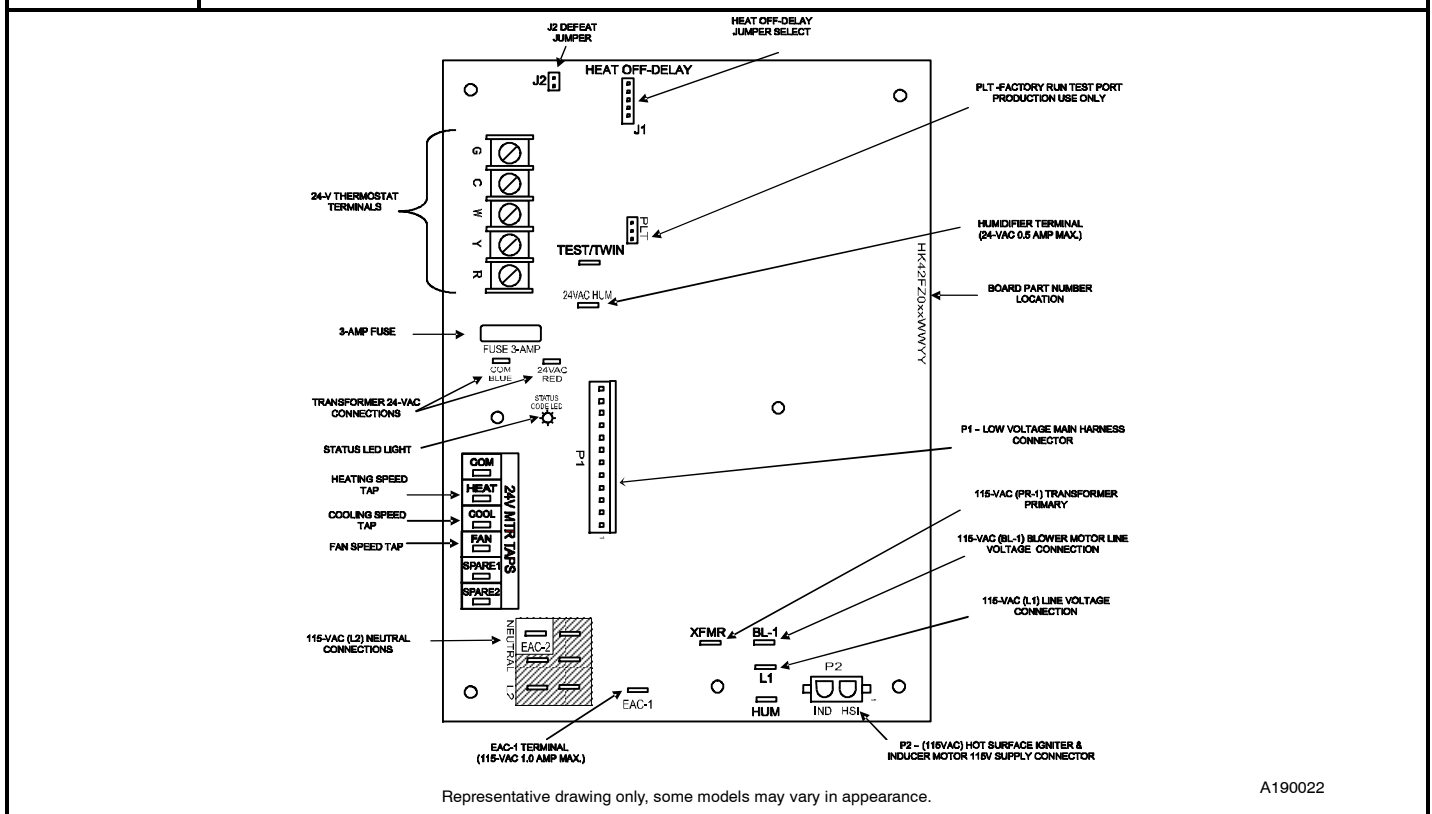 J2 DEFEAT
JUMPER
HEAT OFF-DELAY
JUMPER SELECT
J2
HEAT OFF-DELAY
J1
PLT -FACTORY RUN TEST PORT
PRODUCTION USE ONLY
24-V THERMOSTAT
TERMINALS
G
C
W
Y
R
PLT
TEST/TWIN
HUMIDIFIER TERMINAL
(24-VAC 0.5 AMP MAX.)
24VAC HUM
HK42FZ0xxWWYY
BOARD PART NUMBER
LOCATION
3-AMP FUSE
FUSE 3-AMP
COM
BLUE
24VAC
RED
TRANSFORMER 24-VAC
CONNECTIONS
STATUS
CODE LED
STATUS LED LIGHT
P1
P1 – LOW VOLTAGE MAIN HARNESS
CONNECTOR
HEATING SPEED
TAP
COOLING SPEED
TAP
FAN SPEED TAP
COM
HEAT
COOL
FAN
SPARE1
SPARE2
24V MTR TAPS
115-VAC (PR-1) TRANSFORMER
PRIMARY
115-VAC (BL-1) BLOWER MOTOR LINE
VOLTAGE CONNECTION
115-VAC (L1) LINE VOLTAGE
CONNECTION
115-VAC (L2) NEUTRAL
CONNECTIONS
NEUTRAL L2
EAC-2
EAC-1
XFMR
BL-1
L1
HUM
P2
IND HSI
EAC-1 TERMINAL
(115-VAC 1.0 AMP MAX.)
P2 – (115VAC) HOT SURFACE IGNITER &
INDUCER MOTOR 115V SUPPLY CONNECTOR
Representative drawing only, some models may vary in appearance.
A190022